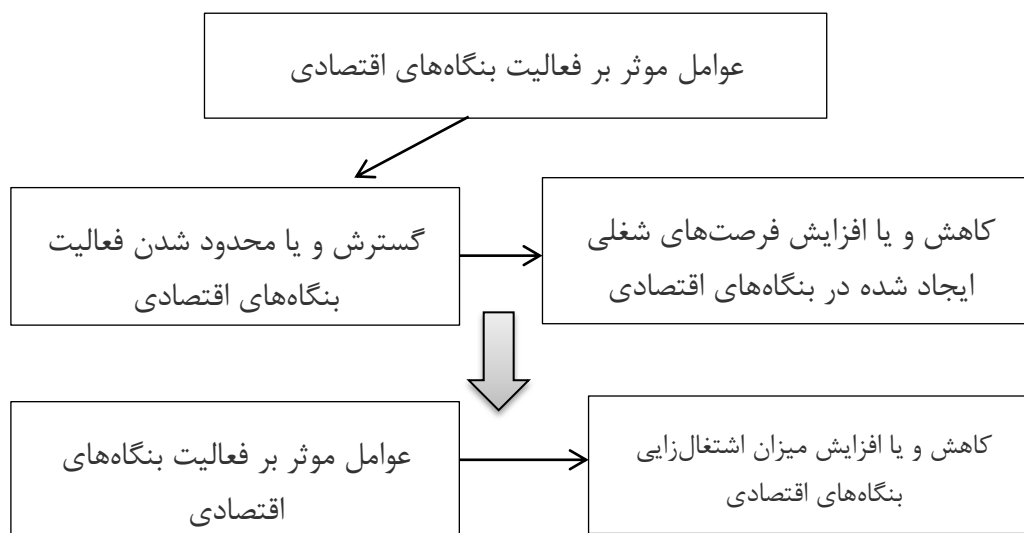 عوامل موثر بر فعالیت بنگاه‌های اقتصادی
گسترش و یا محدود شدن فعالیت
بنگاه‌های اقتصادی
کاهش و یا افزایش فرصت‌های شغلی
ایجاد شده در بنگاه‌های اقتصادی
عوامل موثر بر فعالیت بنگاه‌های
اقتصادی
کاهش و یا افزایش میزان اشتغال‌زایی
بنگاه‌های اقتصادی